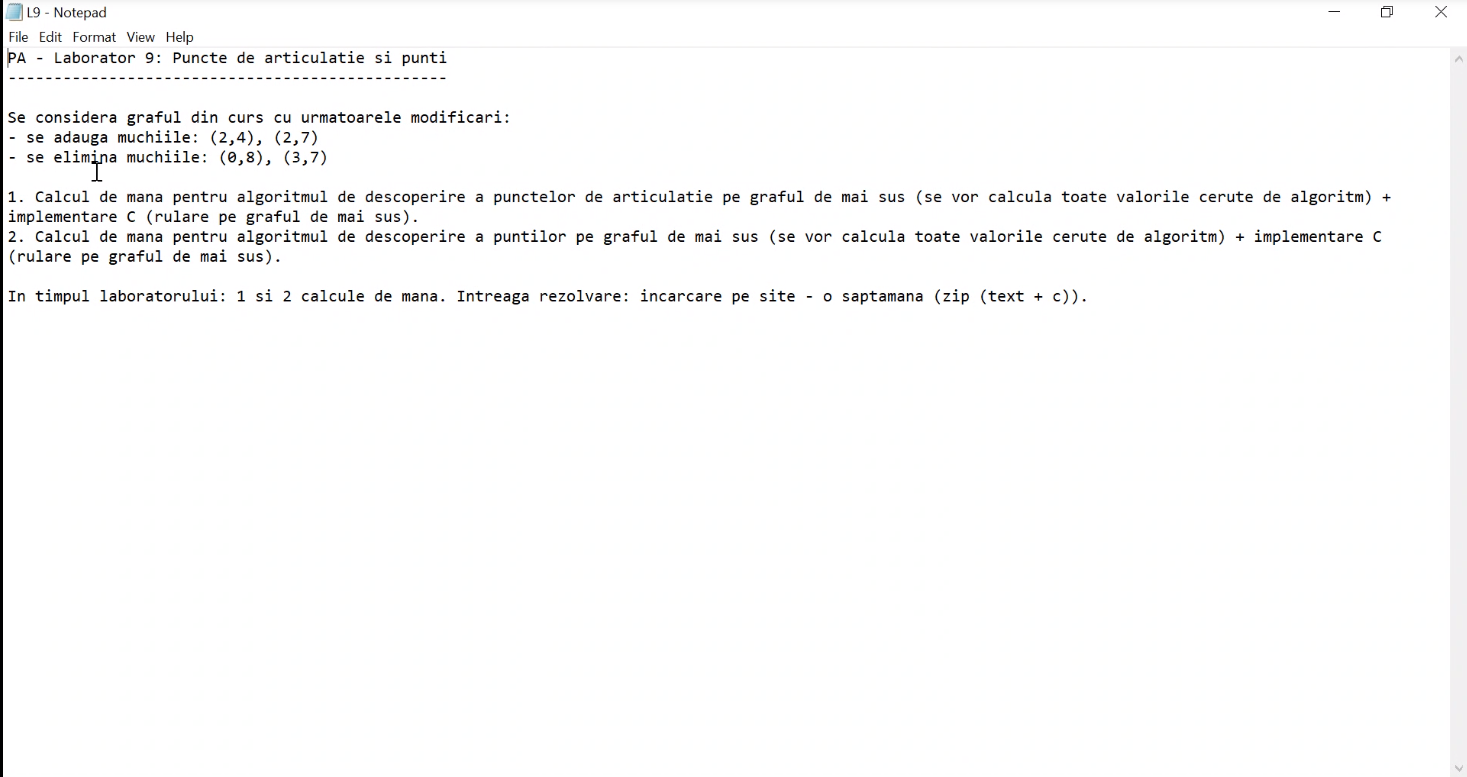 L9 - Notepad
File Edit Format View Help
PA - Laborator 9: Puncte de articulatie si punti
------------------------------------------------
Se considera graful din curs cu urmatoarele modificari:
- se adauga muchiile: (2,4), (2,7)
- se elimina muchiile: (0,8), (3,7)
1. Calcul de mana pentru algoritmul de descoperire a punctelor de articulatie pe graful de mai sus (se vor calcula toate valorile cerute de algoritm) +
implementare C (rulare pe graful de mai sus).
2. Calcul de mana pentru algoritmul de descoperire a puntilor pe graful de mai sus (se vor calcula toate valorile cerute de algoritm) + implementare C
(rulare pe graful de mai sus).
In timpul laboratorului: 1 si 2 calcule de mana. Intreaga rezolvare: incarcare pe site - o saptamana (zip (text + c)).